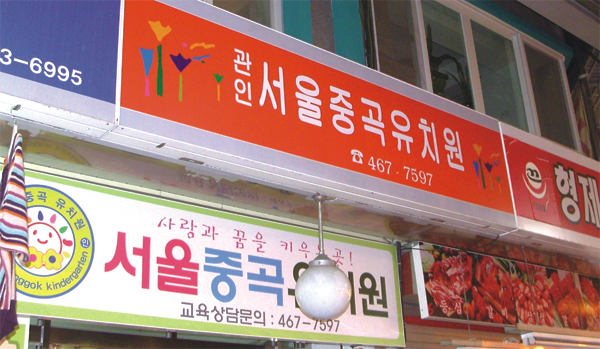 3-6995
관인 서울중곡유치원
☎ 467-7597
형제
중곡 유치원
ggok kindergarten
사랑과 꿈을 키우는곳!
서울중곡유치원
교육상담문의 : 467-7597